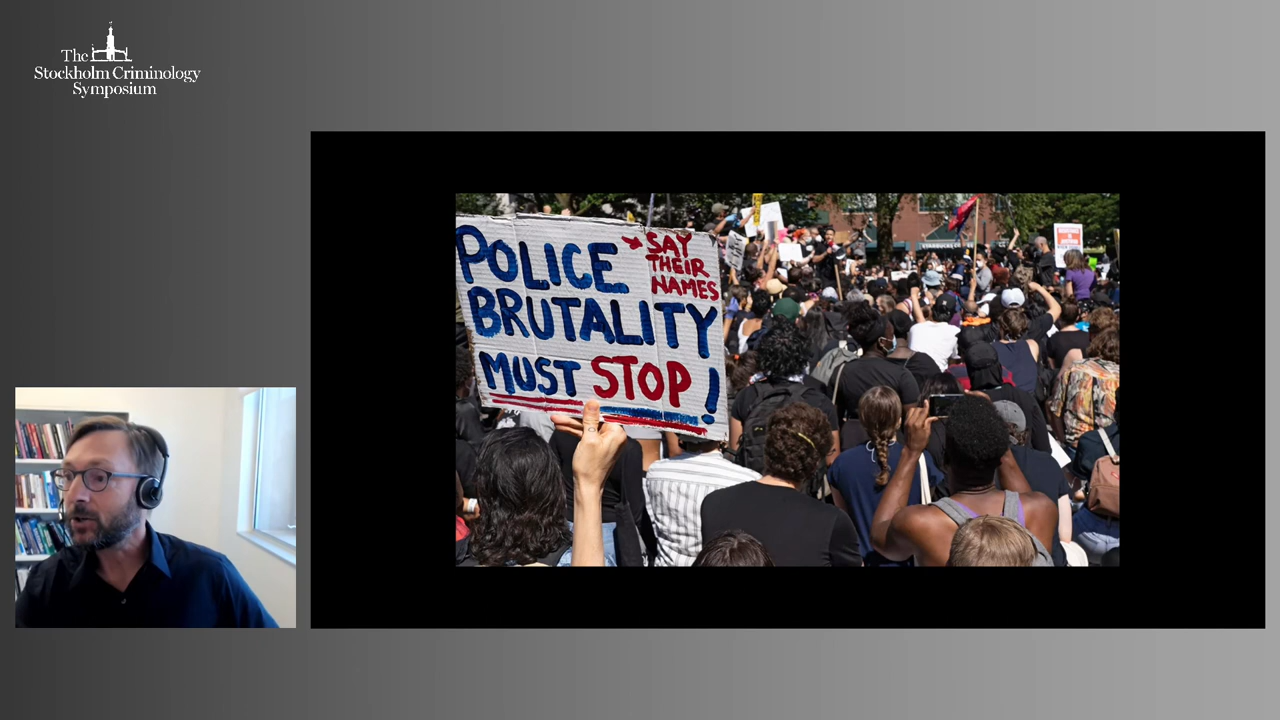 The
Stockholm Criminology
Symposium
POLICE
SAY
THEIR
NAMES
BRUTALITY
MUST STOP!